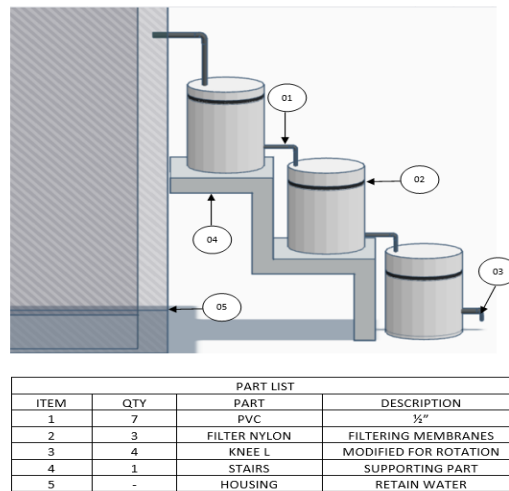 01
02
03
04
05
PART LIST
ITEM QTY PART DESCRIPTION
1 7 PVC ½"
2 3 FILTER NYLON FILTERING MEMBRANES
3 4 KNEE L MODIFIED FOR ROTATION
4 1 STAIRS SUPPORTING PART
5 - HOUSING RETAIN WATER